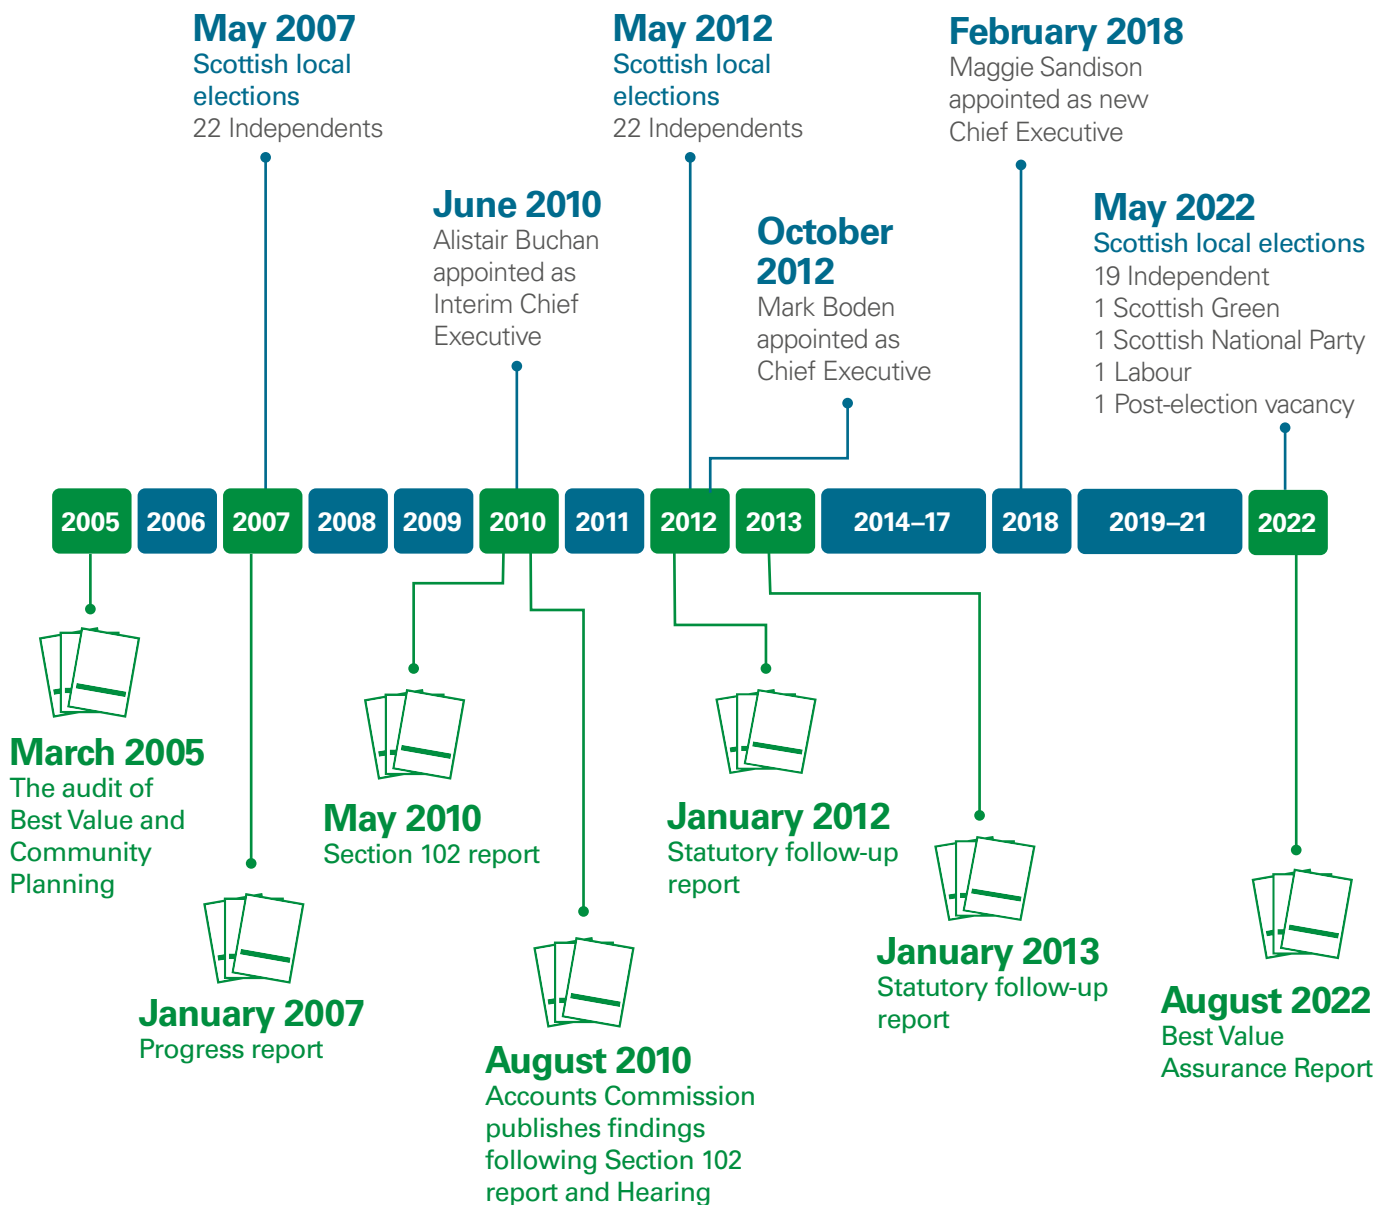 May 2007
Scottish local
elections
22 Independents
May 2012
Scottish local
elections
22 Independents
February 2018
Maggie Sandison
appointed as new
Chief Executive
June 2010
Alistair Buchan
appointed as
Interim Chief
Executive
October
2012
Mark Boden
appointed as
Chief Executive
May 2022
Scottish local elections
19 Independent
1 Scottish Green
1 Scottish National Party
1 Labour
1 Post-election vacancy
2005
2006
2007
2008
2009
2010
2011
2012
2013
2014–17
2018
2019–21
2022
March 2005
The audit of
Best Value and
Community
Planning
January 2007
Progress report
May 2010
Section 102 report
August 2010
Accounts Commission
publishes findings
following Section 102
report and Hearing
January 2012
Statutory follow-up
report
January 2013
Statutory follow-up
report
August 2022
Best Value
Assurance Report